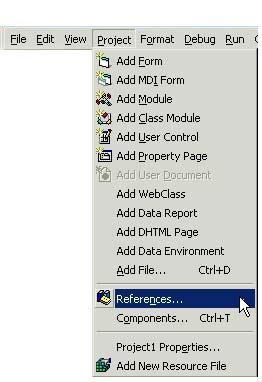 File Edit View Project Format Debug Run
Add Form
Add MDI Form
Add Module
Add Class Module
Add User Control
Add Property Page
Add User Document
Add WebClass
Add Data Report
Add DHTML Page
Add Data Environment
Add File... Ctrl+D
References...
Components... Ctrl+T
Project1 Properties...
Add New Resource File